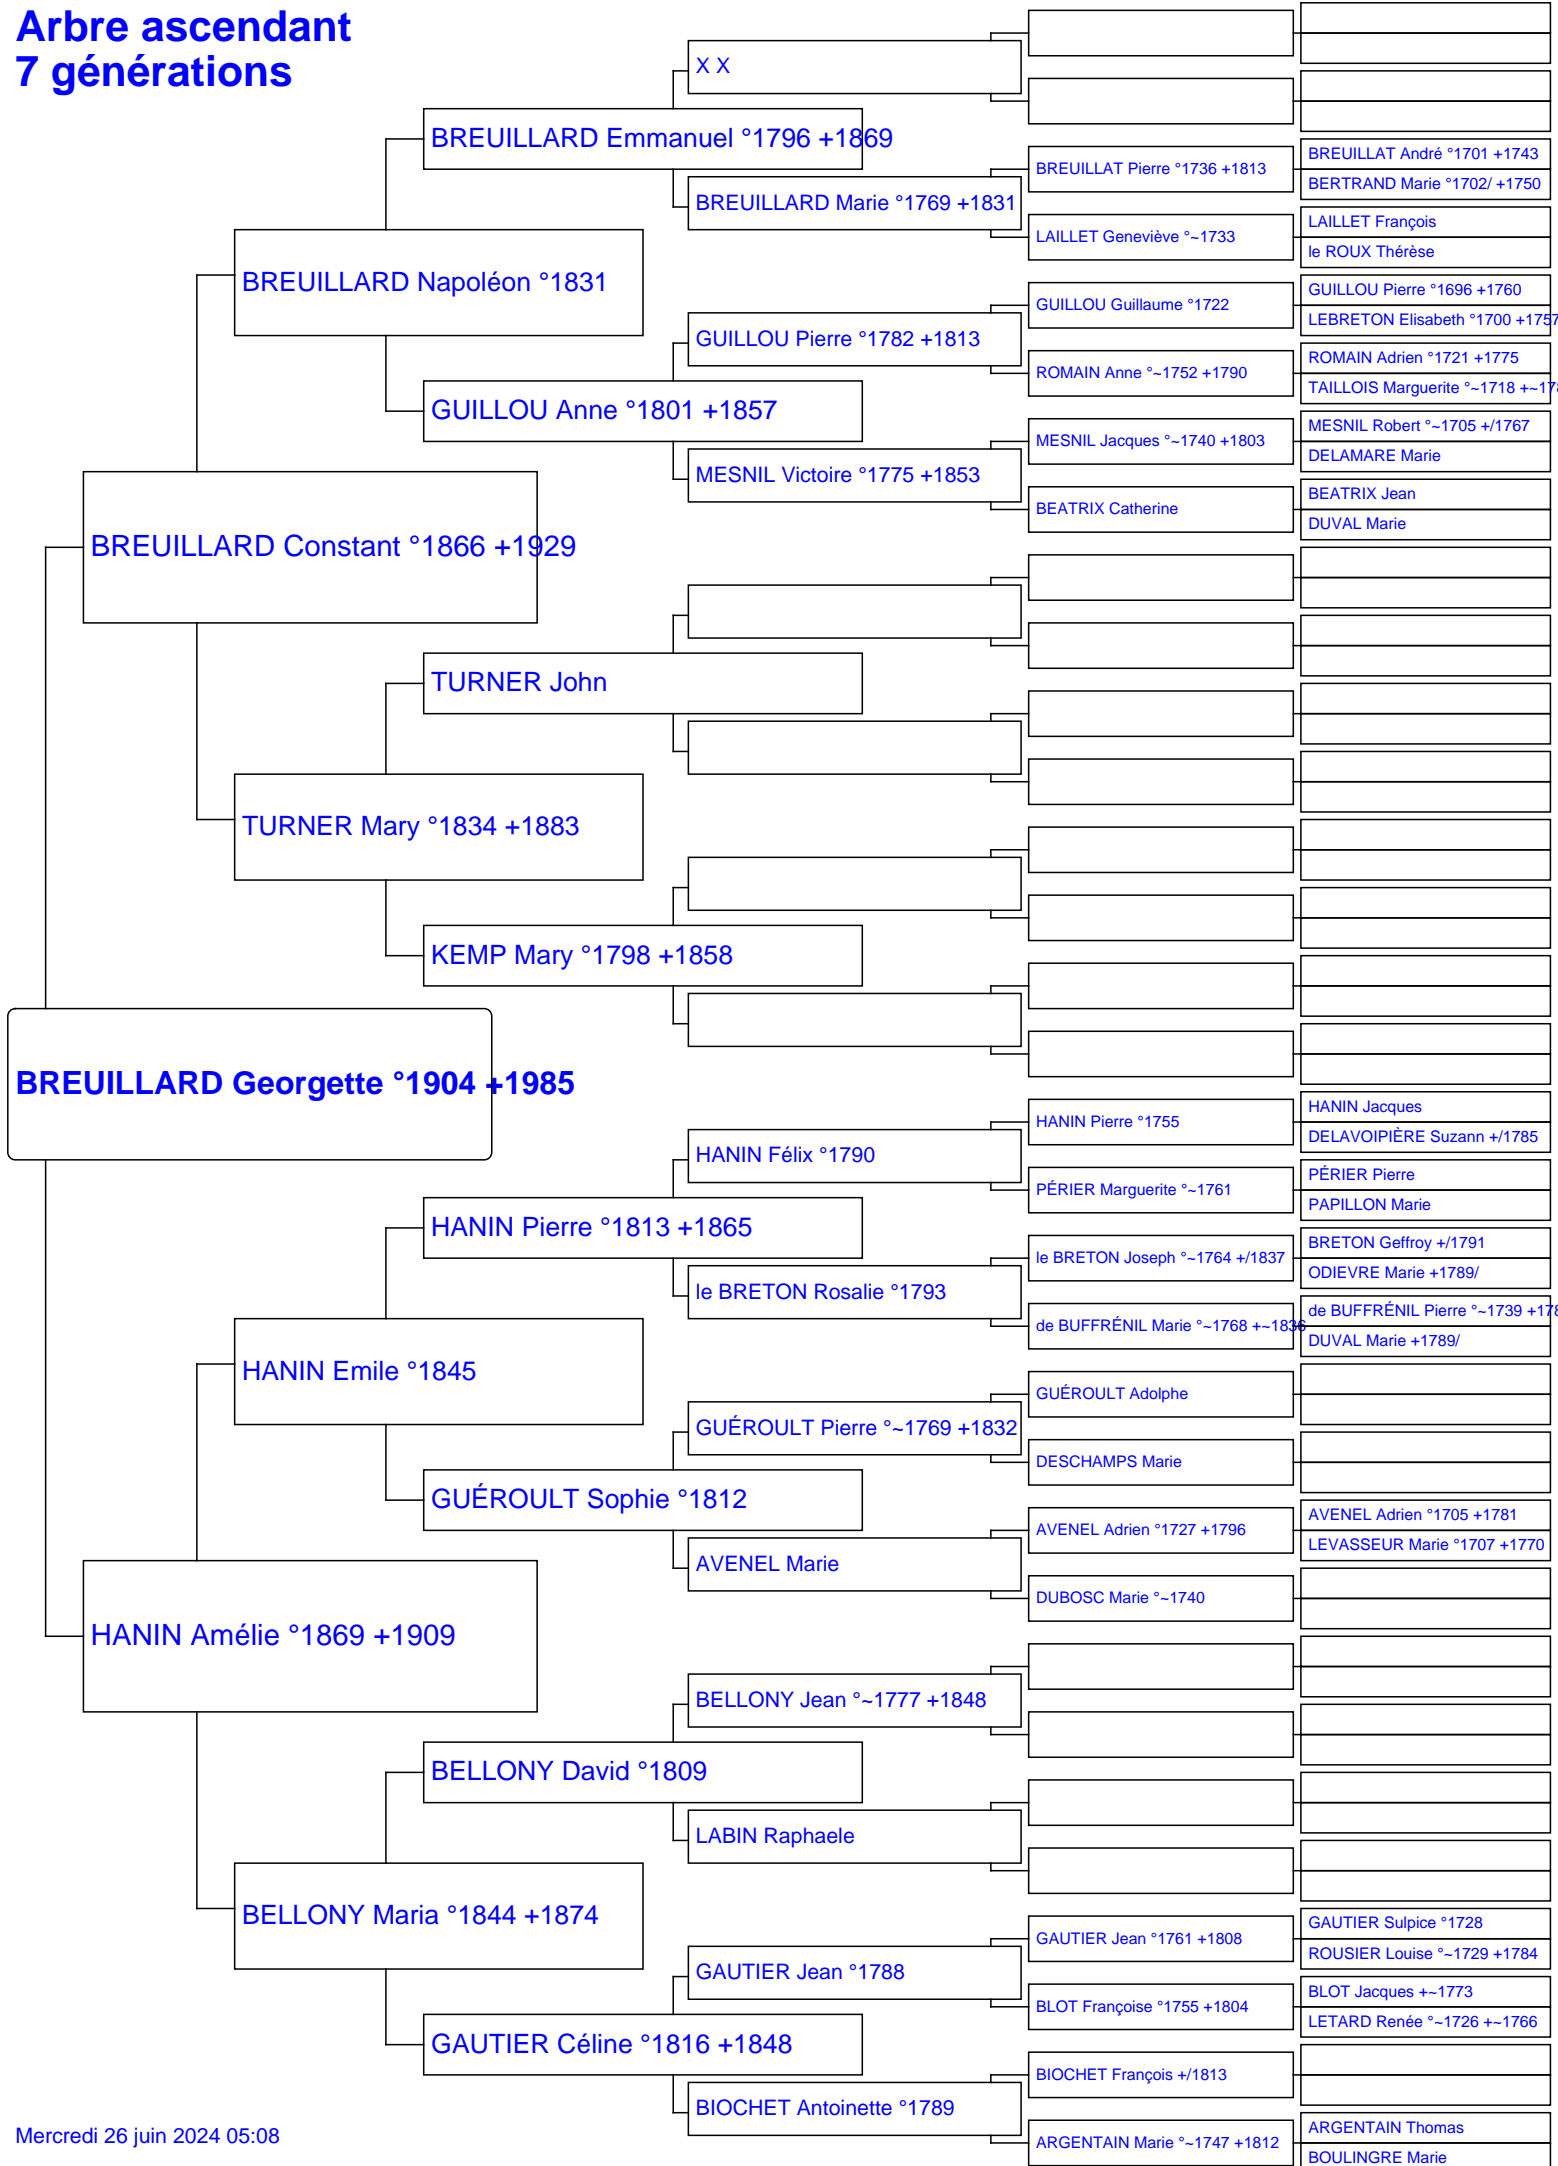 Arbre ascendant
7 générations
X X
BREUILLARD Emmanuel °1796 +1869
BREUILLAT Pierre °1736 +1813
BREUILLAT André °1701 +1743
BERTRAND Marie °1702/ +1750
BREUILLARD Marie °1769 +1831
LAILLET Geneviève °~1733
LAILLET François
le ROUX Thérèse
BREUILLARD Napoléon °1831
GUILLOU Guillaume °1722
GUILLOU Pierre °1696 +1760
LEBRETON Elisabeth °1700 +1757
GUILLOU Pierre °1782 +1813
ROMAIN Anne °~1752 +1790
ROMAIN Adrien °1721 +1775
TAILLOIS Marguerite °~1718 +~178
GUILLOU Anne °1801 +1857
MESNIL Jacques °~1740 +1803
MESNIL Robert °~1705 +/1767
DELAMARE Marie
MESNIL Victoire °1775 +1853
BEATRIX Catherine
BEATRIX Jean
DUVAL Marie
BREUILLARD Constant °1866 +1929
TURNER John
TURNER Mary °1834 +1883
KEMP Mary °1798 +1858
BREUILLARD Georgette °1904 +1985
HANIN Pierre °1755
HANIN Jacques
DELAVOIPIÈRE Suzann +/1785
HANIN Félix °1790
PÉRIER Marguerite °~1761
PÉRIER Pierre
PAPILLON Marie
HANIN Pierre °1813 +1865
le BRETON Joseph °~1764 +/1837
BRETON Geffroy +/1791
ODIEVRE Marie +1789/
le BRETON Rosalie °1793
de BUFFRÉNIL Marie °~1768 +~1836
de BUFFRÉNIL Pierre °~1739 +178
DUVAL Marie +1789/
HANIN Emile °1845
GUÉROULT Adolphe
GUÉROULT Pierre °~1769 +1832
DESCHAMPS Marie
GUÉROULT Sophie °1812
AVENEL Adrien °1727 +1796
AVENEL Adrien °1705 +1781
LEVASSEUR Marie °1707 +1770
AVENEL Marie
DUBOSC Marie °~1740
HANIN Amélie °1869 +1909
BELLONY Jean °~1777 +1848
BELLONY David °1809
LABIN Raphaele
BELLONY Maria °1844 +1874
GAUTIER Jean °1761 +1808
GAUTIER Sulpice °1728
ROUSIER Louise °~1729 +1784
GAUTIER Jean °1788
BLOT Françoise °1755 +1804
BLOT Jacques +~1773
LETARD Renée °~1726 +~1766
GAUTIER Céline °1816 +1848
BIOCHET François +/1813
BIOCHET Antoinette °1789
ARGENTAIN Marie °~1747 +1812
ARGENTAIN Thomas
BOULINGRE Marie
Mercredi 26 juin 2024 05:08